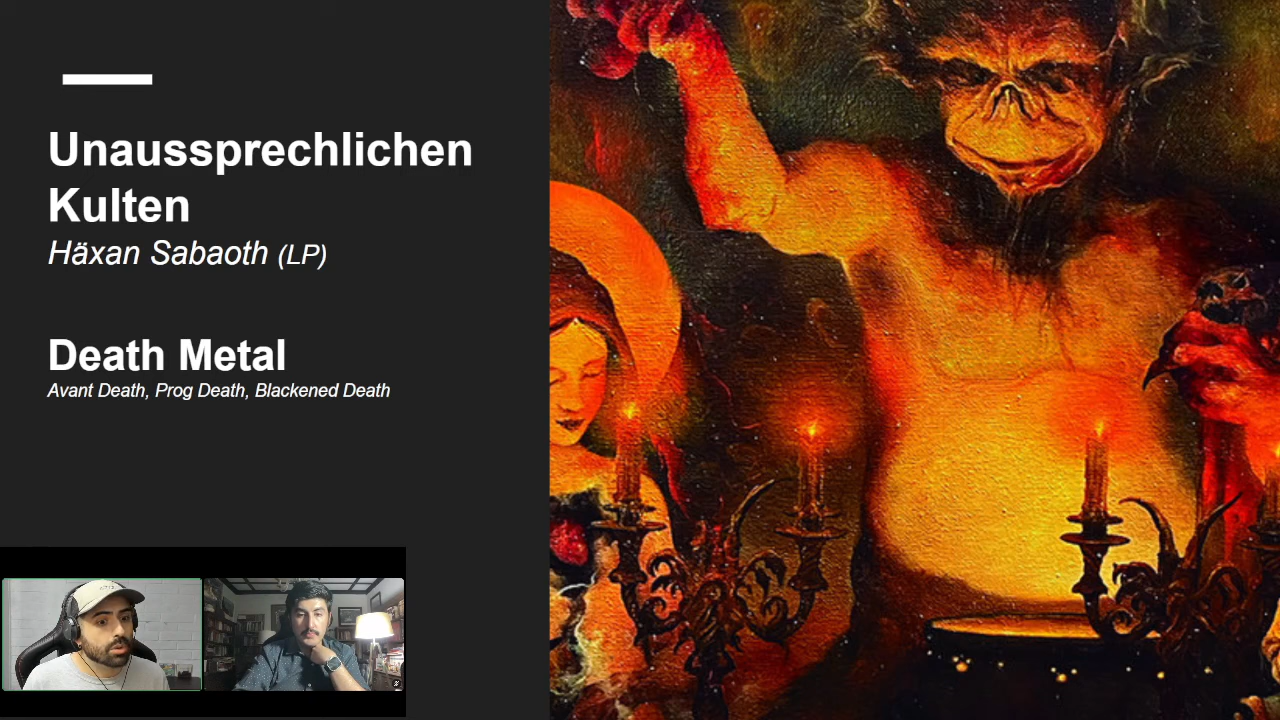 Unaussprechlichen
Kulten
Häxan Sabaoth (LP)
Death Metal
Avant Death, Prog Death, Blackened Death